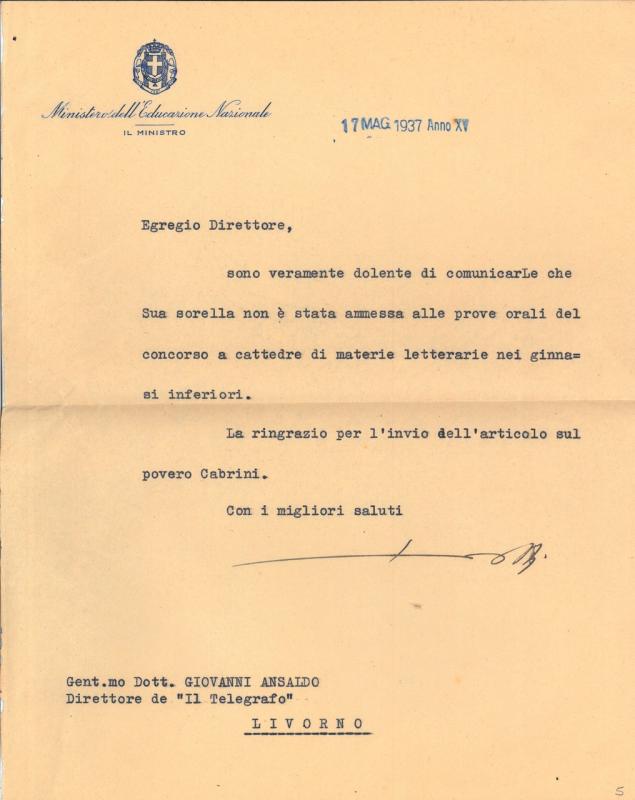 Ministero dell'Educazione Nazionale
IL MINISTRO
17 MAG. 1937 Anno XV
Egregio Direttore,
sono veramente dolente di comunicarLe che
Sua sorella non è stata ammessa alle prove orali del
concorso a cattedre di materie letterarie nei ginna=
si inferiori.
La ringrazio per l'invio dell'articolo sul
povero Cabrini.
Con i migliori saluti
Gent.mo Dott. GIOVANNI ANSALDO
Direttore de "Il Telegrafo"
LIVORNO
5